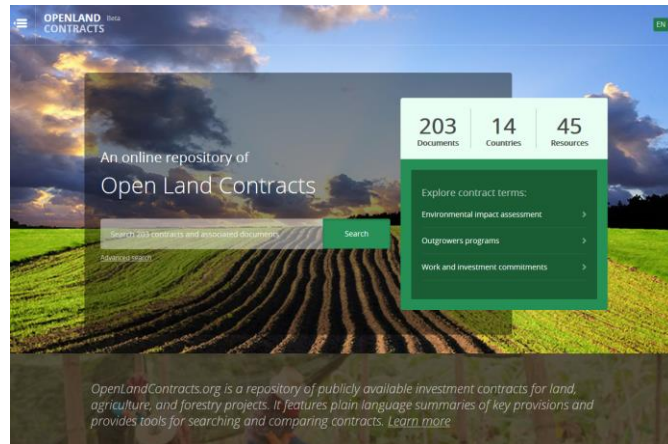 OPENLAND Beta
CONTRACTS
EN
An online repository of
Open Land Contracts
Search 203 contracts and associated documents
Search
Advanced search
203
Documents
14
Countries
45
Resources
Explore contract terms:
Environmental impact assessment
Outgrowers programs
Work and investment commitments
OpenLandContracts.org is a repository of publicly available investment contracts for land,
agriculture, and forestry projects. It features plain language summaries of key provisions and
provides tools for searching and comparing contracts. Learn more